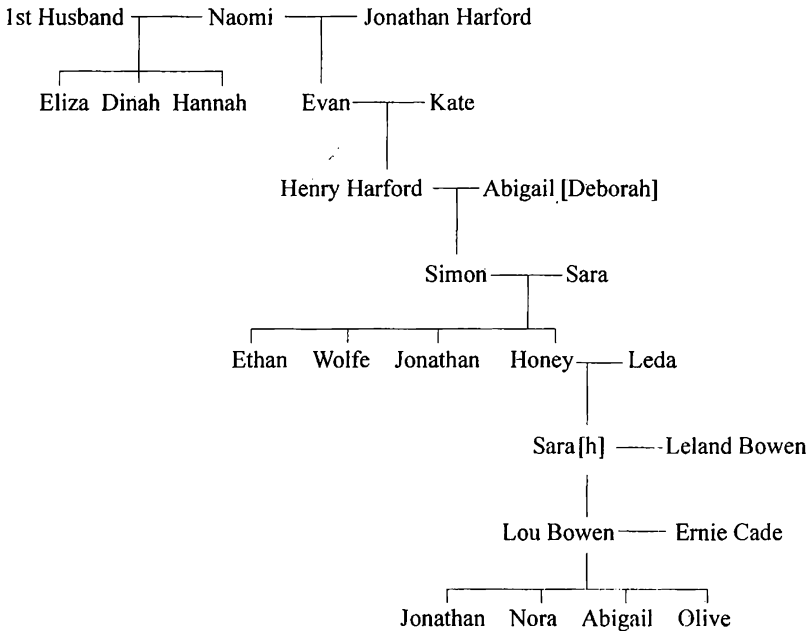 1st Husband Naomi Jonathan Harford
Eliza Dinah Hannah Evan Kate
Henry Harford Abigail [Deborah]
Simon Sara
Ethan Wolfe Jonathan Honey Leda
Sara[h] Leland Bowen
Lou Bowen Ernie Cade
Jonathan Nora Abigail Olive